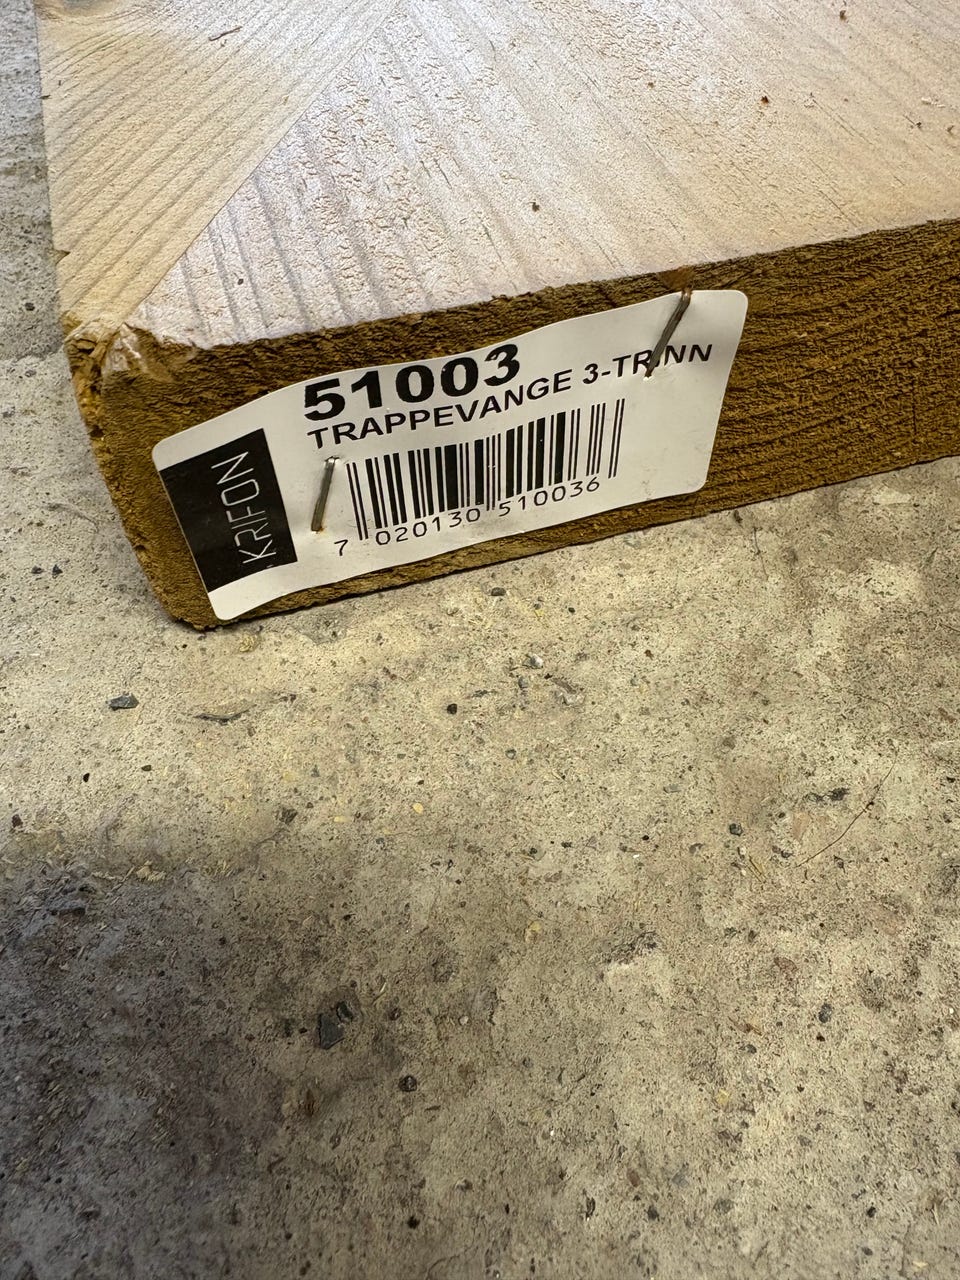 51003
TRAPPEVANGE 3-TRINN
7 020130 510036
KRIFON